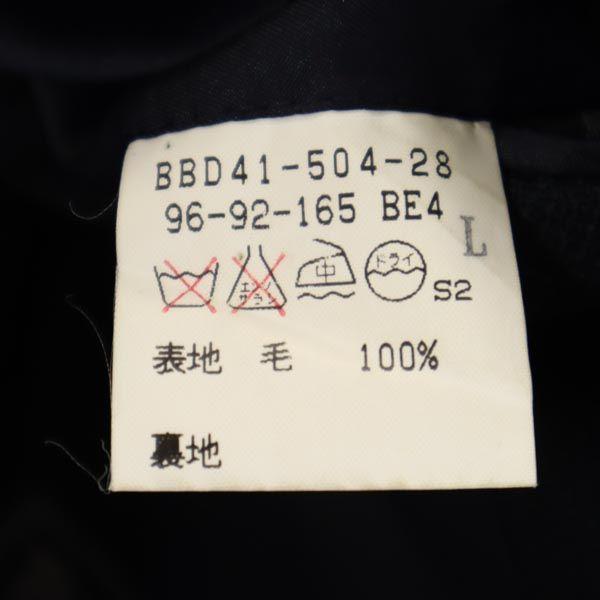 BBD41-504-28
96-92-165 BE4
L
エンソ
サラシ
中
ドライ
S2
表地 毛 100%
裏地